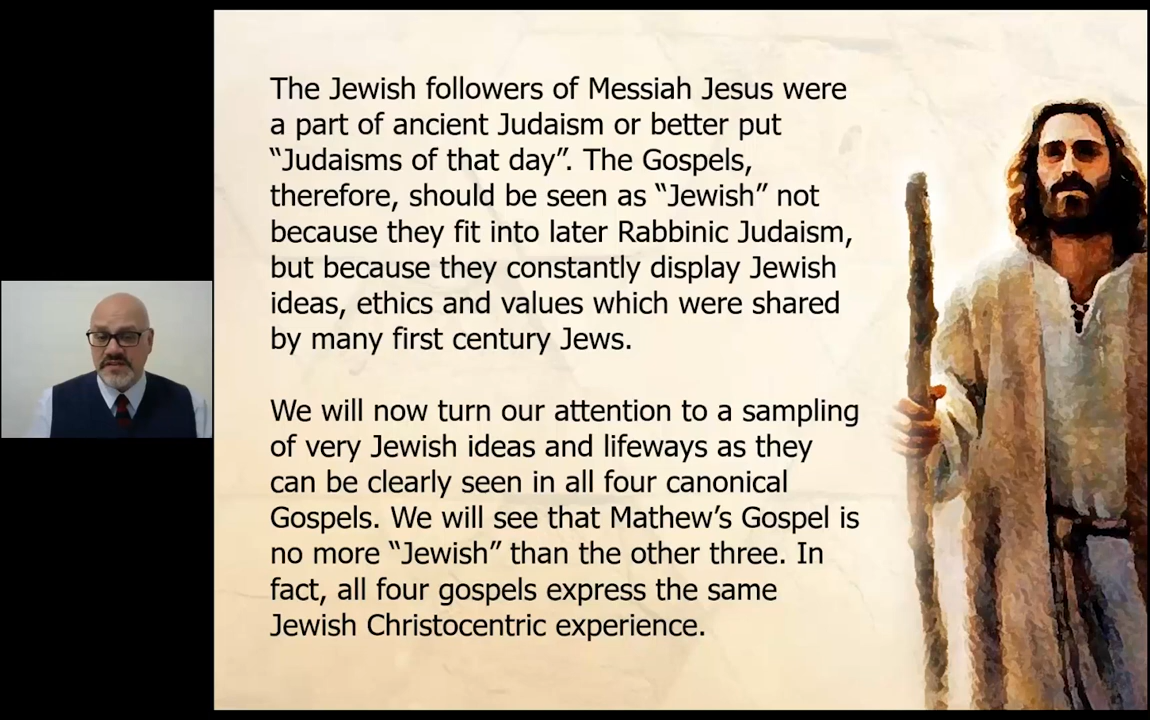 The Jewish followers of Messiah Jesus were
a part of ancient Judaism or better put
“Judaisms of that day”. The Gospels,
therefore, should be seen as “Jewish” not
because they fit into later Rabbinic Judaism,
but because they constantly display Jewish
ideas, ethics and values which were shared
by many first century Jews.
We will now turn our attention to a sampling
of very Jewish ideas and lifeways as they
can be clearly seen in all four canonical
Gospels. We will see that Mathew’s Gospel is
no more “Jewish” than the other three. In
fact, all four gospels express the same
Jewish Christocentric experience.